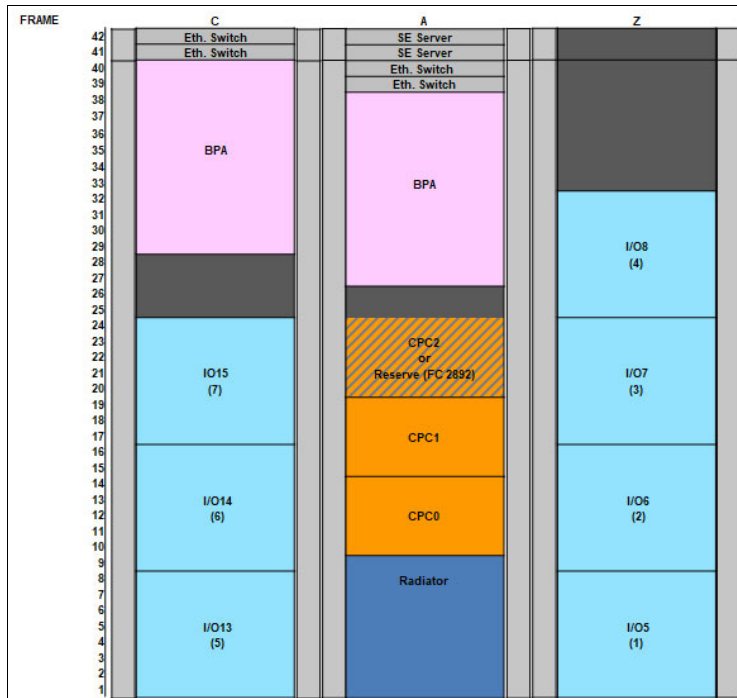 FRAME
C
A
Z
42
41
40
39
38
37
36
35
34
33
32
31
30
29
28
27
26
25
24
23
22
21
20
19
18
17
16
15
14
13
12
11
10
9
8
7
6
5
4
3
2
1
Eth. Switch
Eth. Switch
BPA
IO15
(7)
I/O14
(6)
I/O13
(5)
SE Server
SE Server
Eth. Switch
Eth. Switch
BPA
CPC2
or
Reserve (FC 2892)
CPC1
CPC0
Radiator
I/O8
(4)
I/O7
(3)
I/O6
(2)
I/O5
(1)